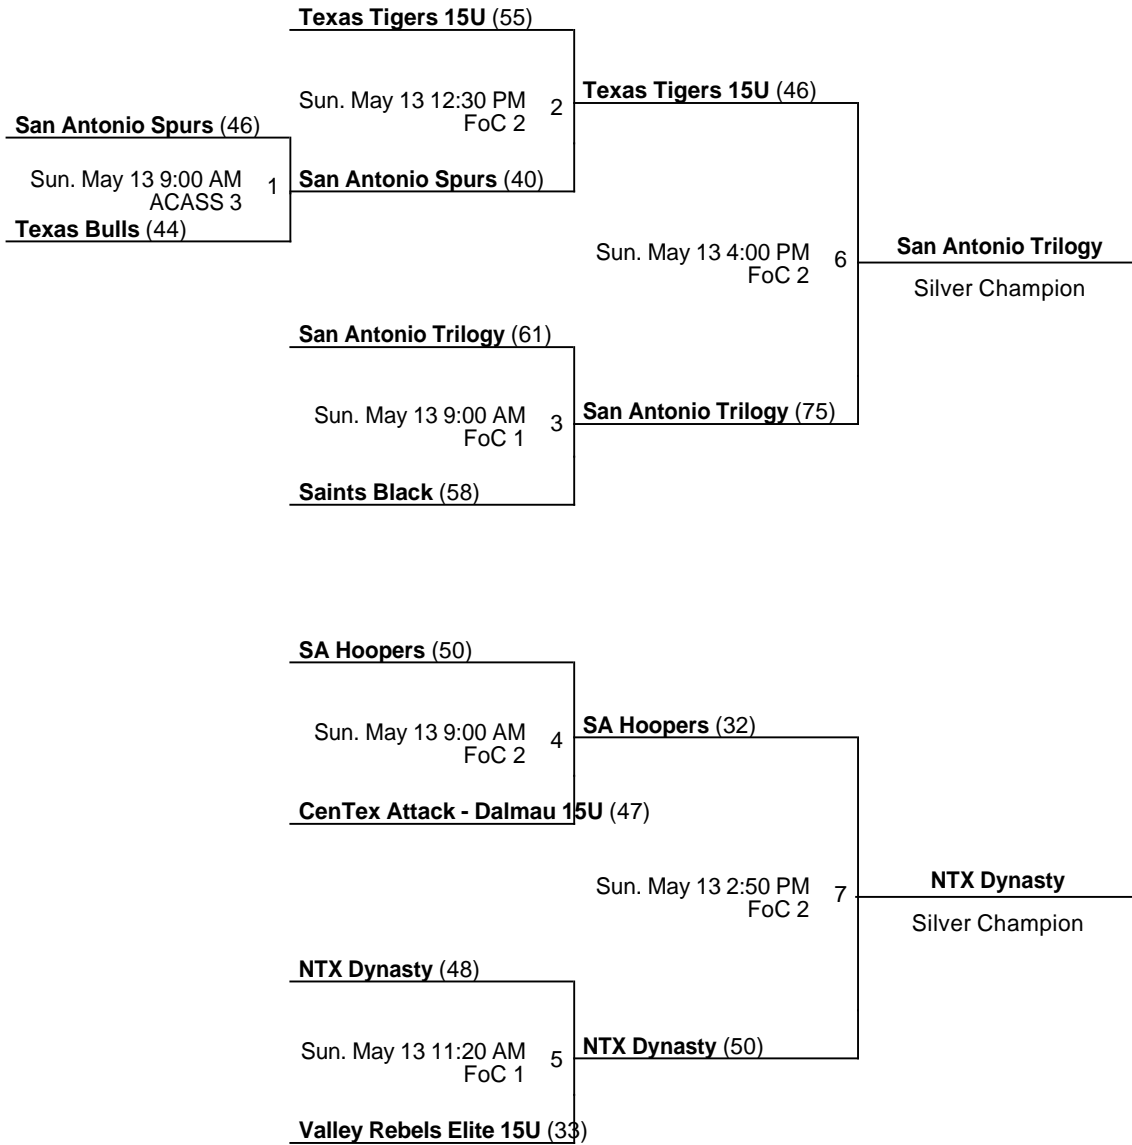 Texas Tigers 15U (55)
Sun. May 13 12:30 PM
FoC 2
2
Texas Tigers 15U (46)
San Antonio Spurs (46)
Sun. May 13 9:00 AM
ACASS 3
1
San Antonio Spurs (40)
Texas Bulls (44)
Sun. May 13 4:00 PM
FoC 2
6
San Antonio Trilogy
Silver Champion
San Antonio Trilogy (61)
Sun. May 13 9:00 AM
FoC 1
3
San Antonio Trilogy (75)
Saints Black (58)
SA Hoopers (50)
Sun. May 13 9:00 AM
FoC 2
4
SA Hoopers (32)
CenTex Attack - Dalmau 15U (47)
Sun. May 13 2:50 PM
FoC 2
7
NTX Dynasty
Silver Champion
NTX Dynasty (48)
Sun. May 13 11:20 AM
FoC 1
5
NTX Dynasty (50)
Valley Rebels Elite 15U (33)